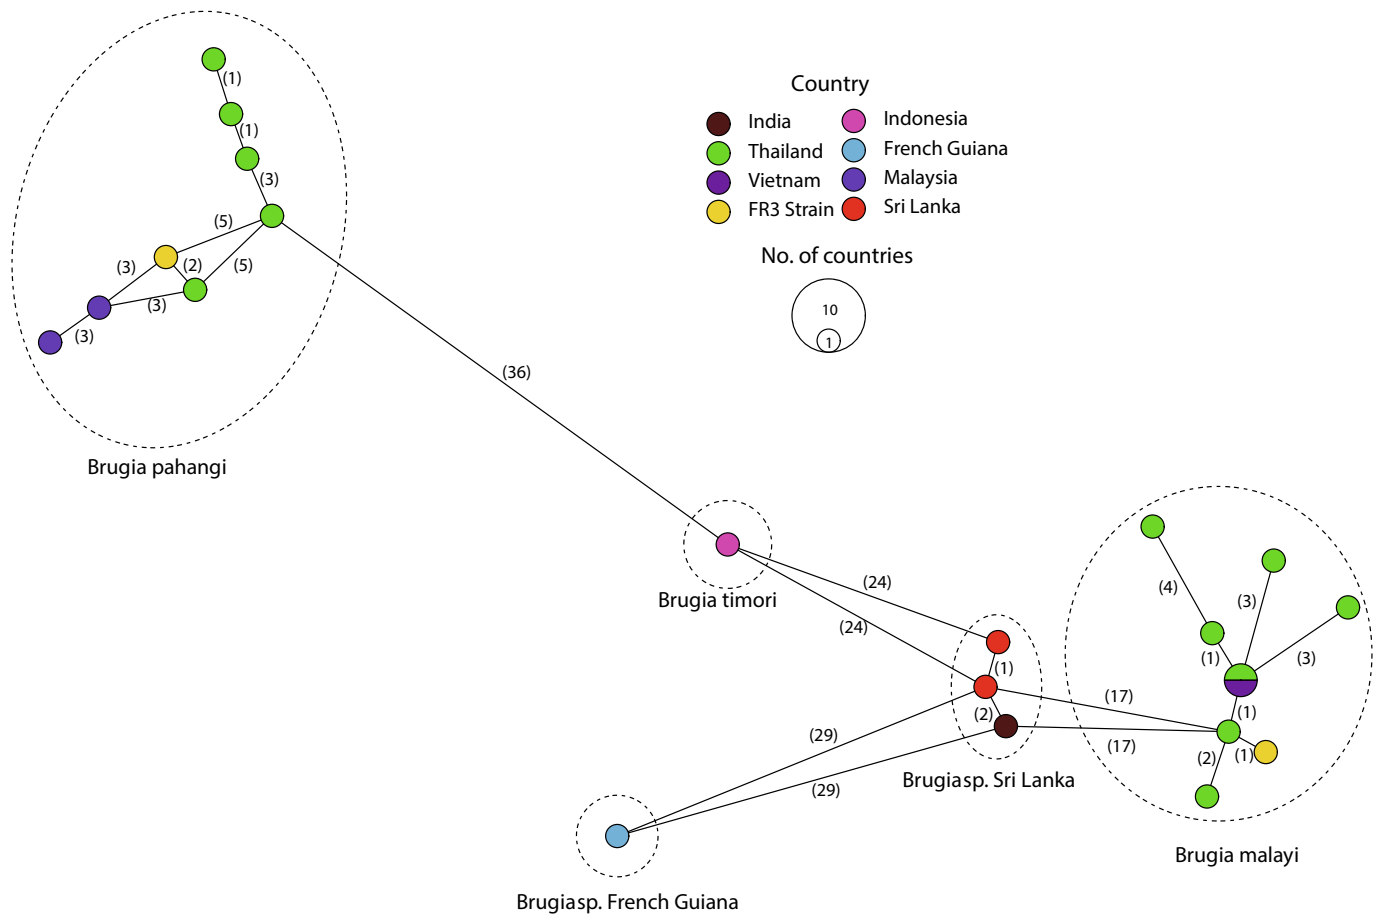 Country
India
Indonesia
Thailand
French Guiana
Vietnam
Malaysia
FR3 Strain
Sri Lanka
No. of countries
10
1
(1)
(1)
(3)
(5)
(5)
(3)
(2)
(3)
(3)
Brugia pahangi
(36)
Brugia timori
(24)
(24)
(1)
(2)
(17)
(17)
(29)
(29)
Brugiasp. Sri Lanka
Brugiasp. French Guiana
(4)
(3)
(3)
(1)
(1)
(1)
(2)
Brugia malayi